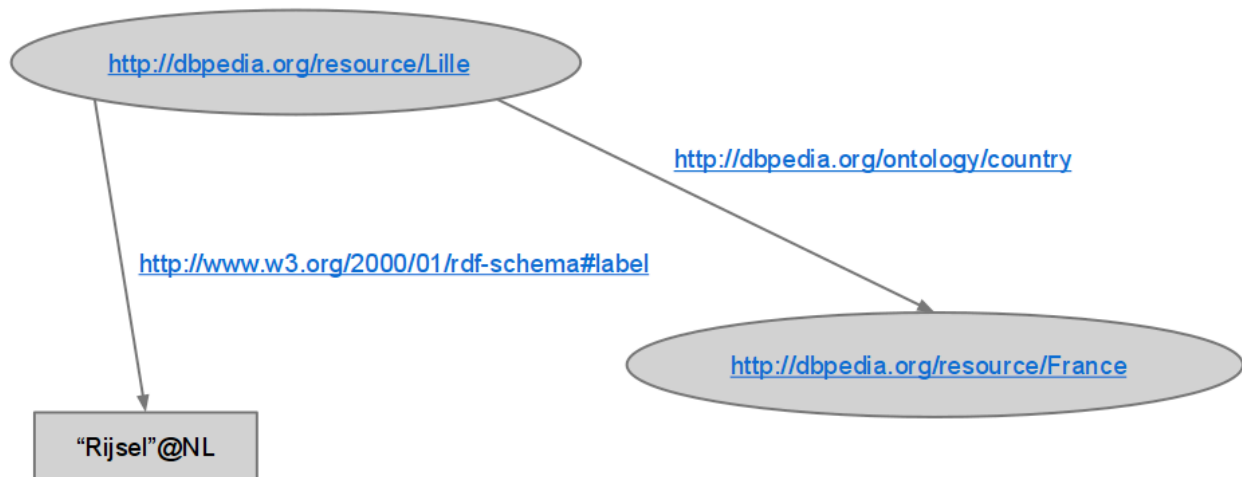 http://dbpedia.org/resource/Lille
http://dbpedia.org/ontology/country
http://www.w3.org/2000/01/rdf-schema#label
http://dbpedia.org/resource/France
“Rijsel”@NL